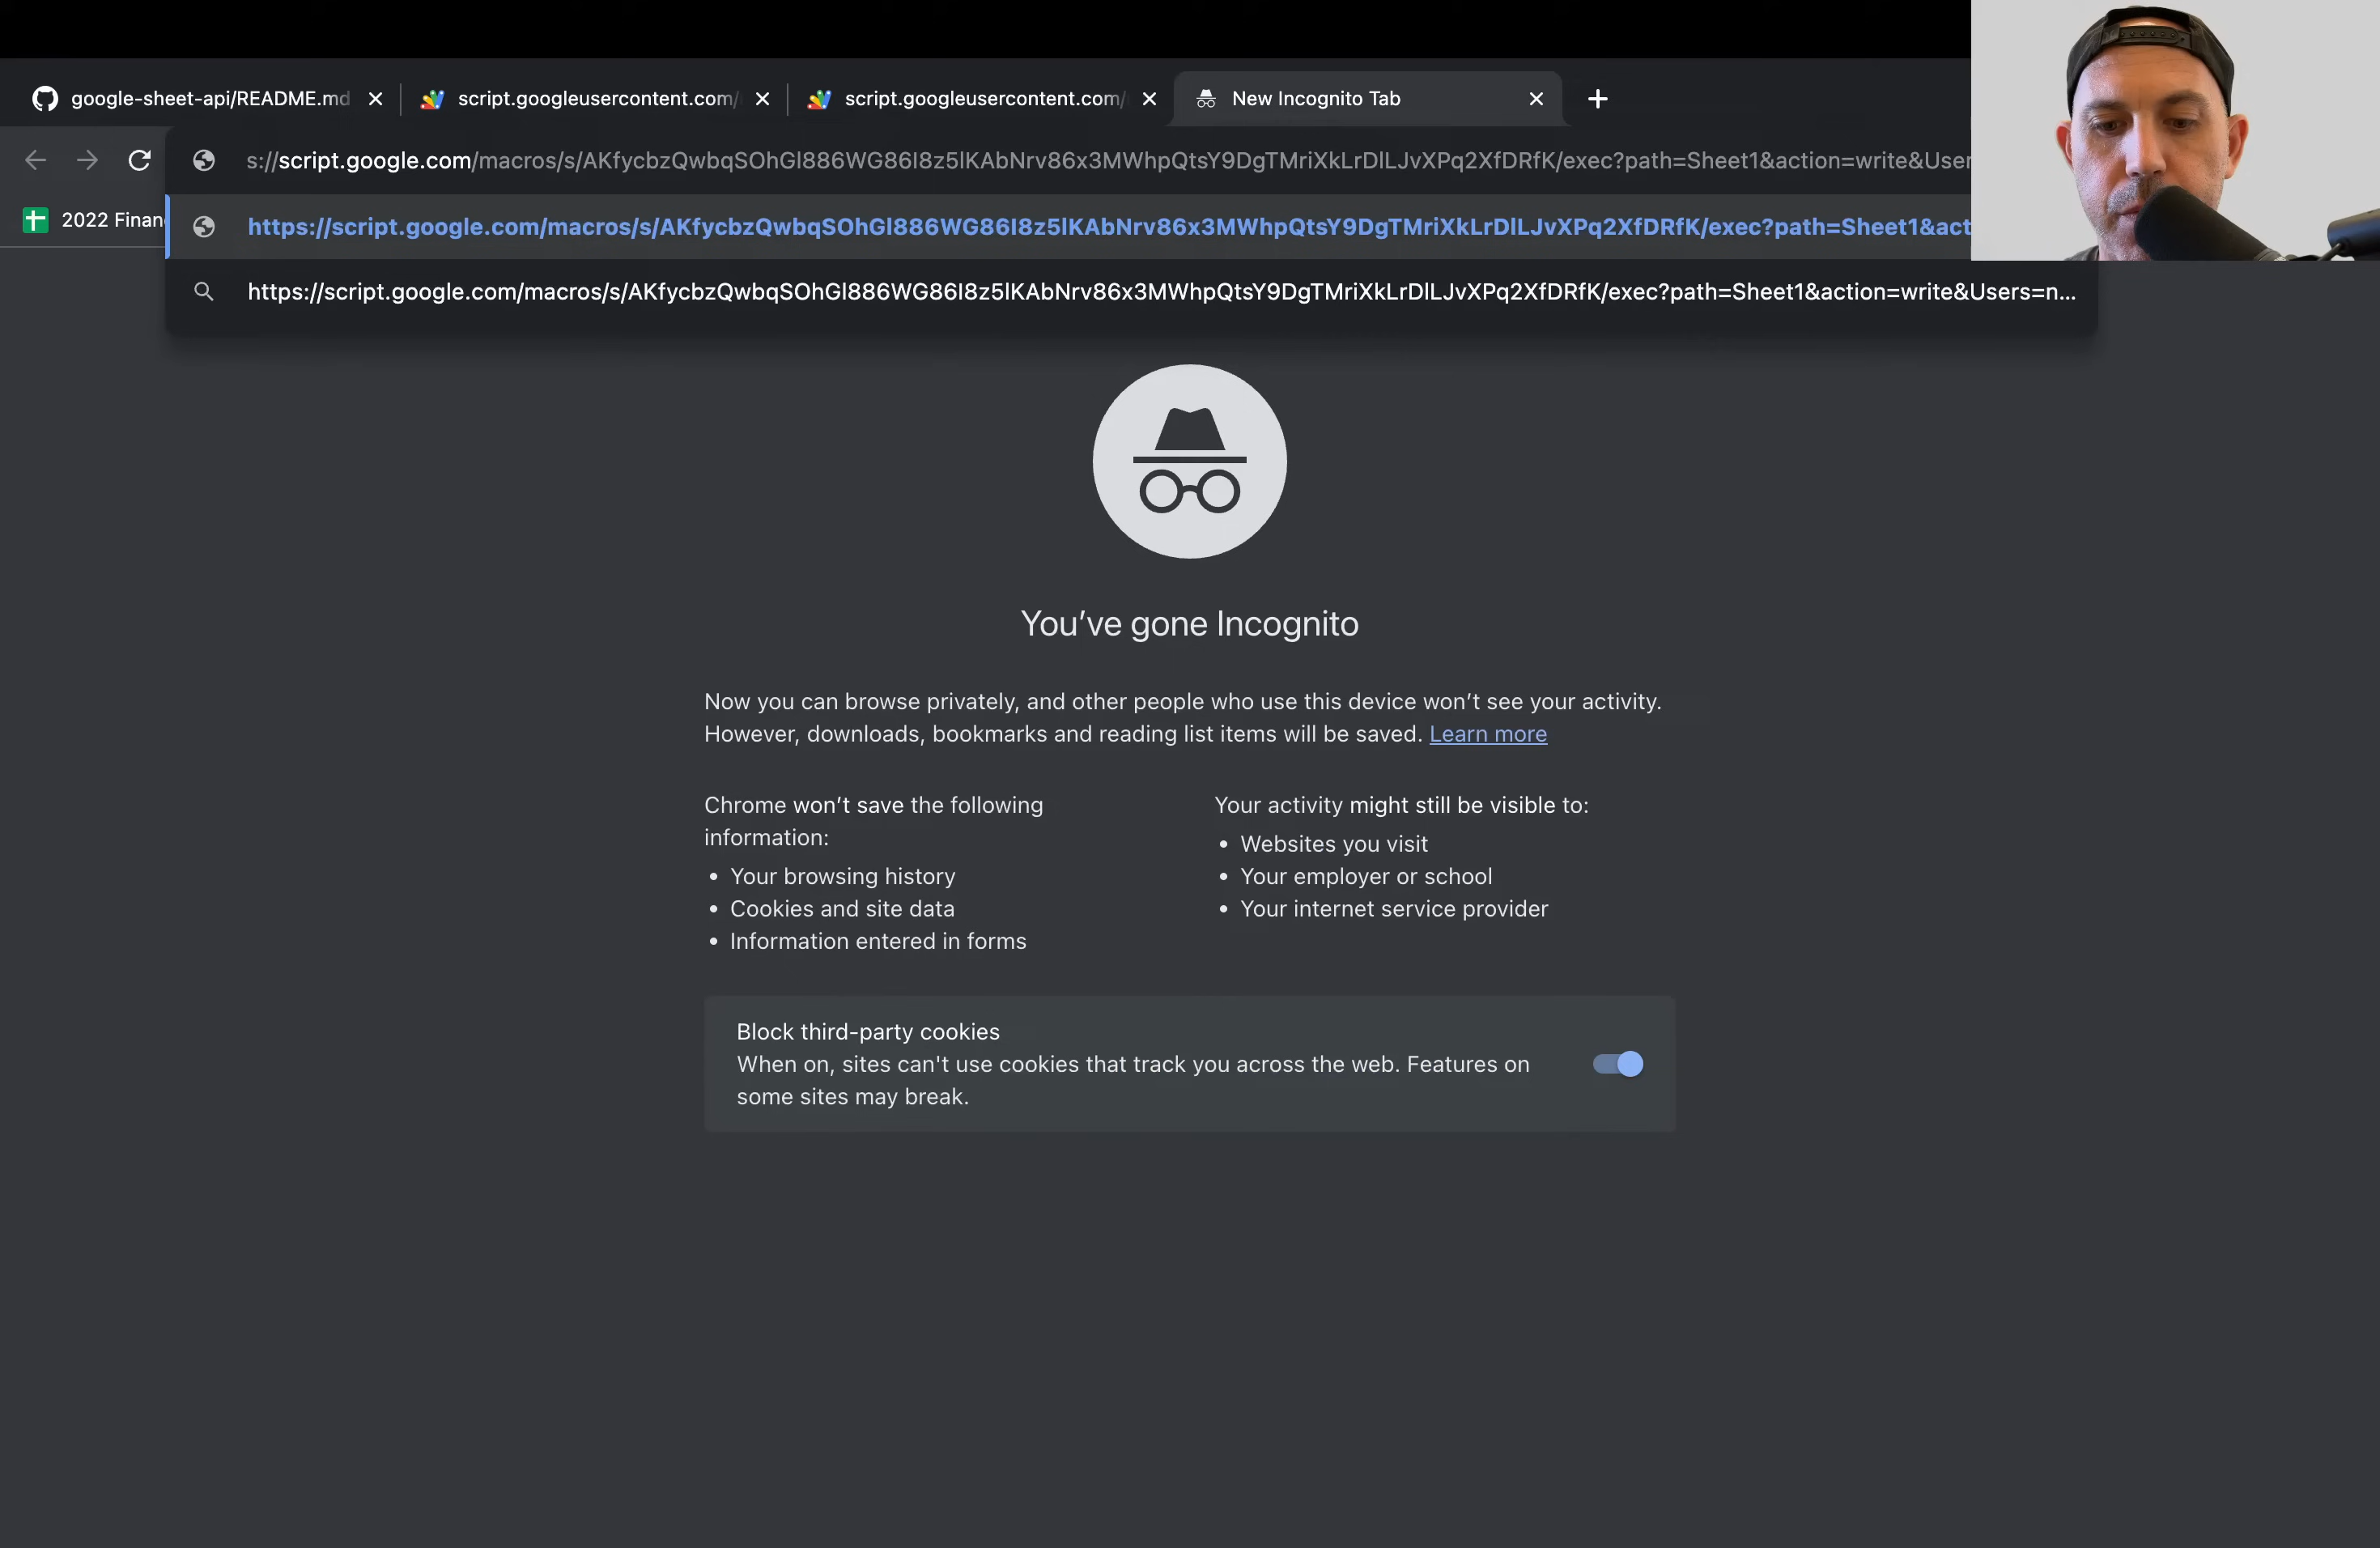 google-sheet-api/README.md
script.googleusercontent.com/
script.googleusercontent.com/
New Incognito Tab
s://script.google.com/macros/s/AKfycbzQwbqSOhGl886WG86I8z5lKAbNrv86x3MWhpQtsY9DgTMriXkLrDlLJvXPq2XfDRfK/exec?path=Sheet1&action=write&User
2022 Finan
https://script.google.com/macros/s/AKfycbzQwbqSOhGl886WG86I8z5lKAbNrv86x3MWhpQtsY9DgTMriXkLrDlLJvXPq2XfDRfK/exec?path=Sheet1&act
https://script.google.com/macros/s/AKfycbzQwbqSOhGl886WG86I8z5lKAbNrv86x3MWhpQtsY9DgTMriXkLrDlLJvXPq2XfDRfK/exec?path=Sheet1&action=write&Users=n...
You've gone Incognito
Now you can browse privately, and other people who use this device won't see your activity.
However, downloads, bookmarks and reading list items will be saved. Learn more
Chrome won't save the following
information:
• Your browsing history
• Cookies and site data
• Information entered in forms
Your activity might still be visible to:
• Websites you visit
• Your employer or school
• Your internet service provider
Block third-party cookies
When on, sites can't use cookies that track you across the web. Features on
some sites may break.